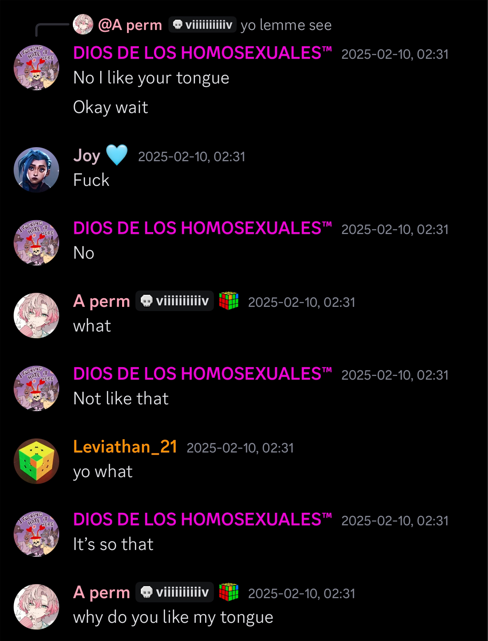 @A perm viiiiiiiiiv yo lemme see
DIOS DE LOS HOMOSEXUALES™ 2025-02-10, 02:31
No I like your tongue
Okay wait
Joy 🩵 2025-02-10, 02:31
Fuck
DIOS DE LOS HOMOSEXUALES™ 2025-02-10, 02:31
No
A perm 💀 viiiiiiiiiv 2025-02-10, 02:31
what
DIOS DE LOS HOMOSEXUALES™ 2025-02-10, 02:31
Not like that
Leviathan_21 2025-02-10, 02:31
yo what
DIOS DE LOS HOMOSEXUALES™ 2025-02-10, 02:31
It's so that
A perm 💀 viiiiiiiiiv 2025-02-10, 02:31
why do you like my tongue